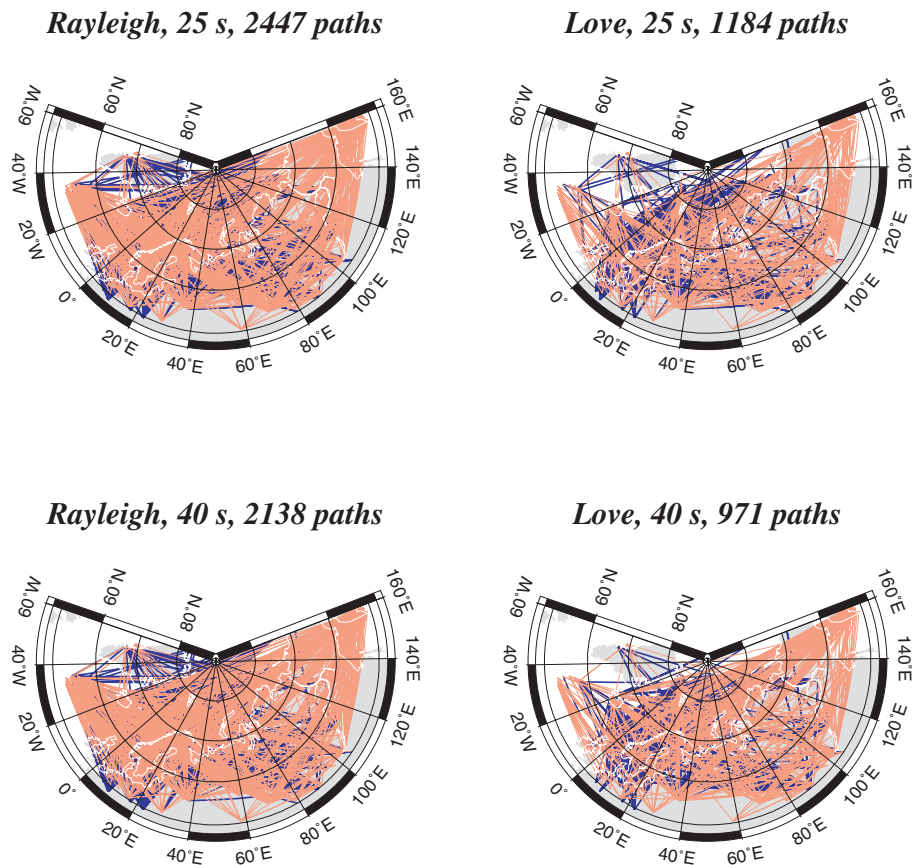 Rayleigh, 25 s, 2447 paths
Love, 25 s, 1184 paths
60˚W
60˚N
80˚N
160˚E
40˚W
140˚E
20˚W
120˚E
0˚
100˚E
20˚E
80˚E
40˚E
60˚E
60˚W
60˚N
80˚N
160˚E
40˚W
140˚E
20˚W
120˚E
0˚
100˚E
20˚E
80˚E
40˚E
60˚E
Rayleigh, 40 s, 2138 paths
Love, 40 s, 971 paths
60˚W
60˚N
80˚N
160˚E
40˚W
140˚E
20˚W
120˚E
0˚
100˚E
20˚E
80˚E
40˚E
60˚E
60˚W
60˚N
80˚N
160˚E
40˚W
140˚E
20˚W
120˚E
0˚
100˚E
20˚E
80˚E
40˚E
60˚E